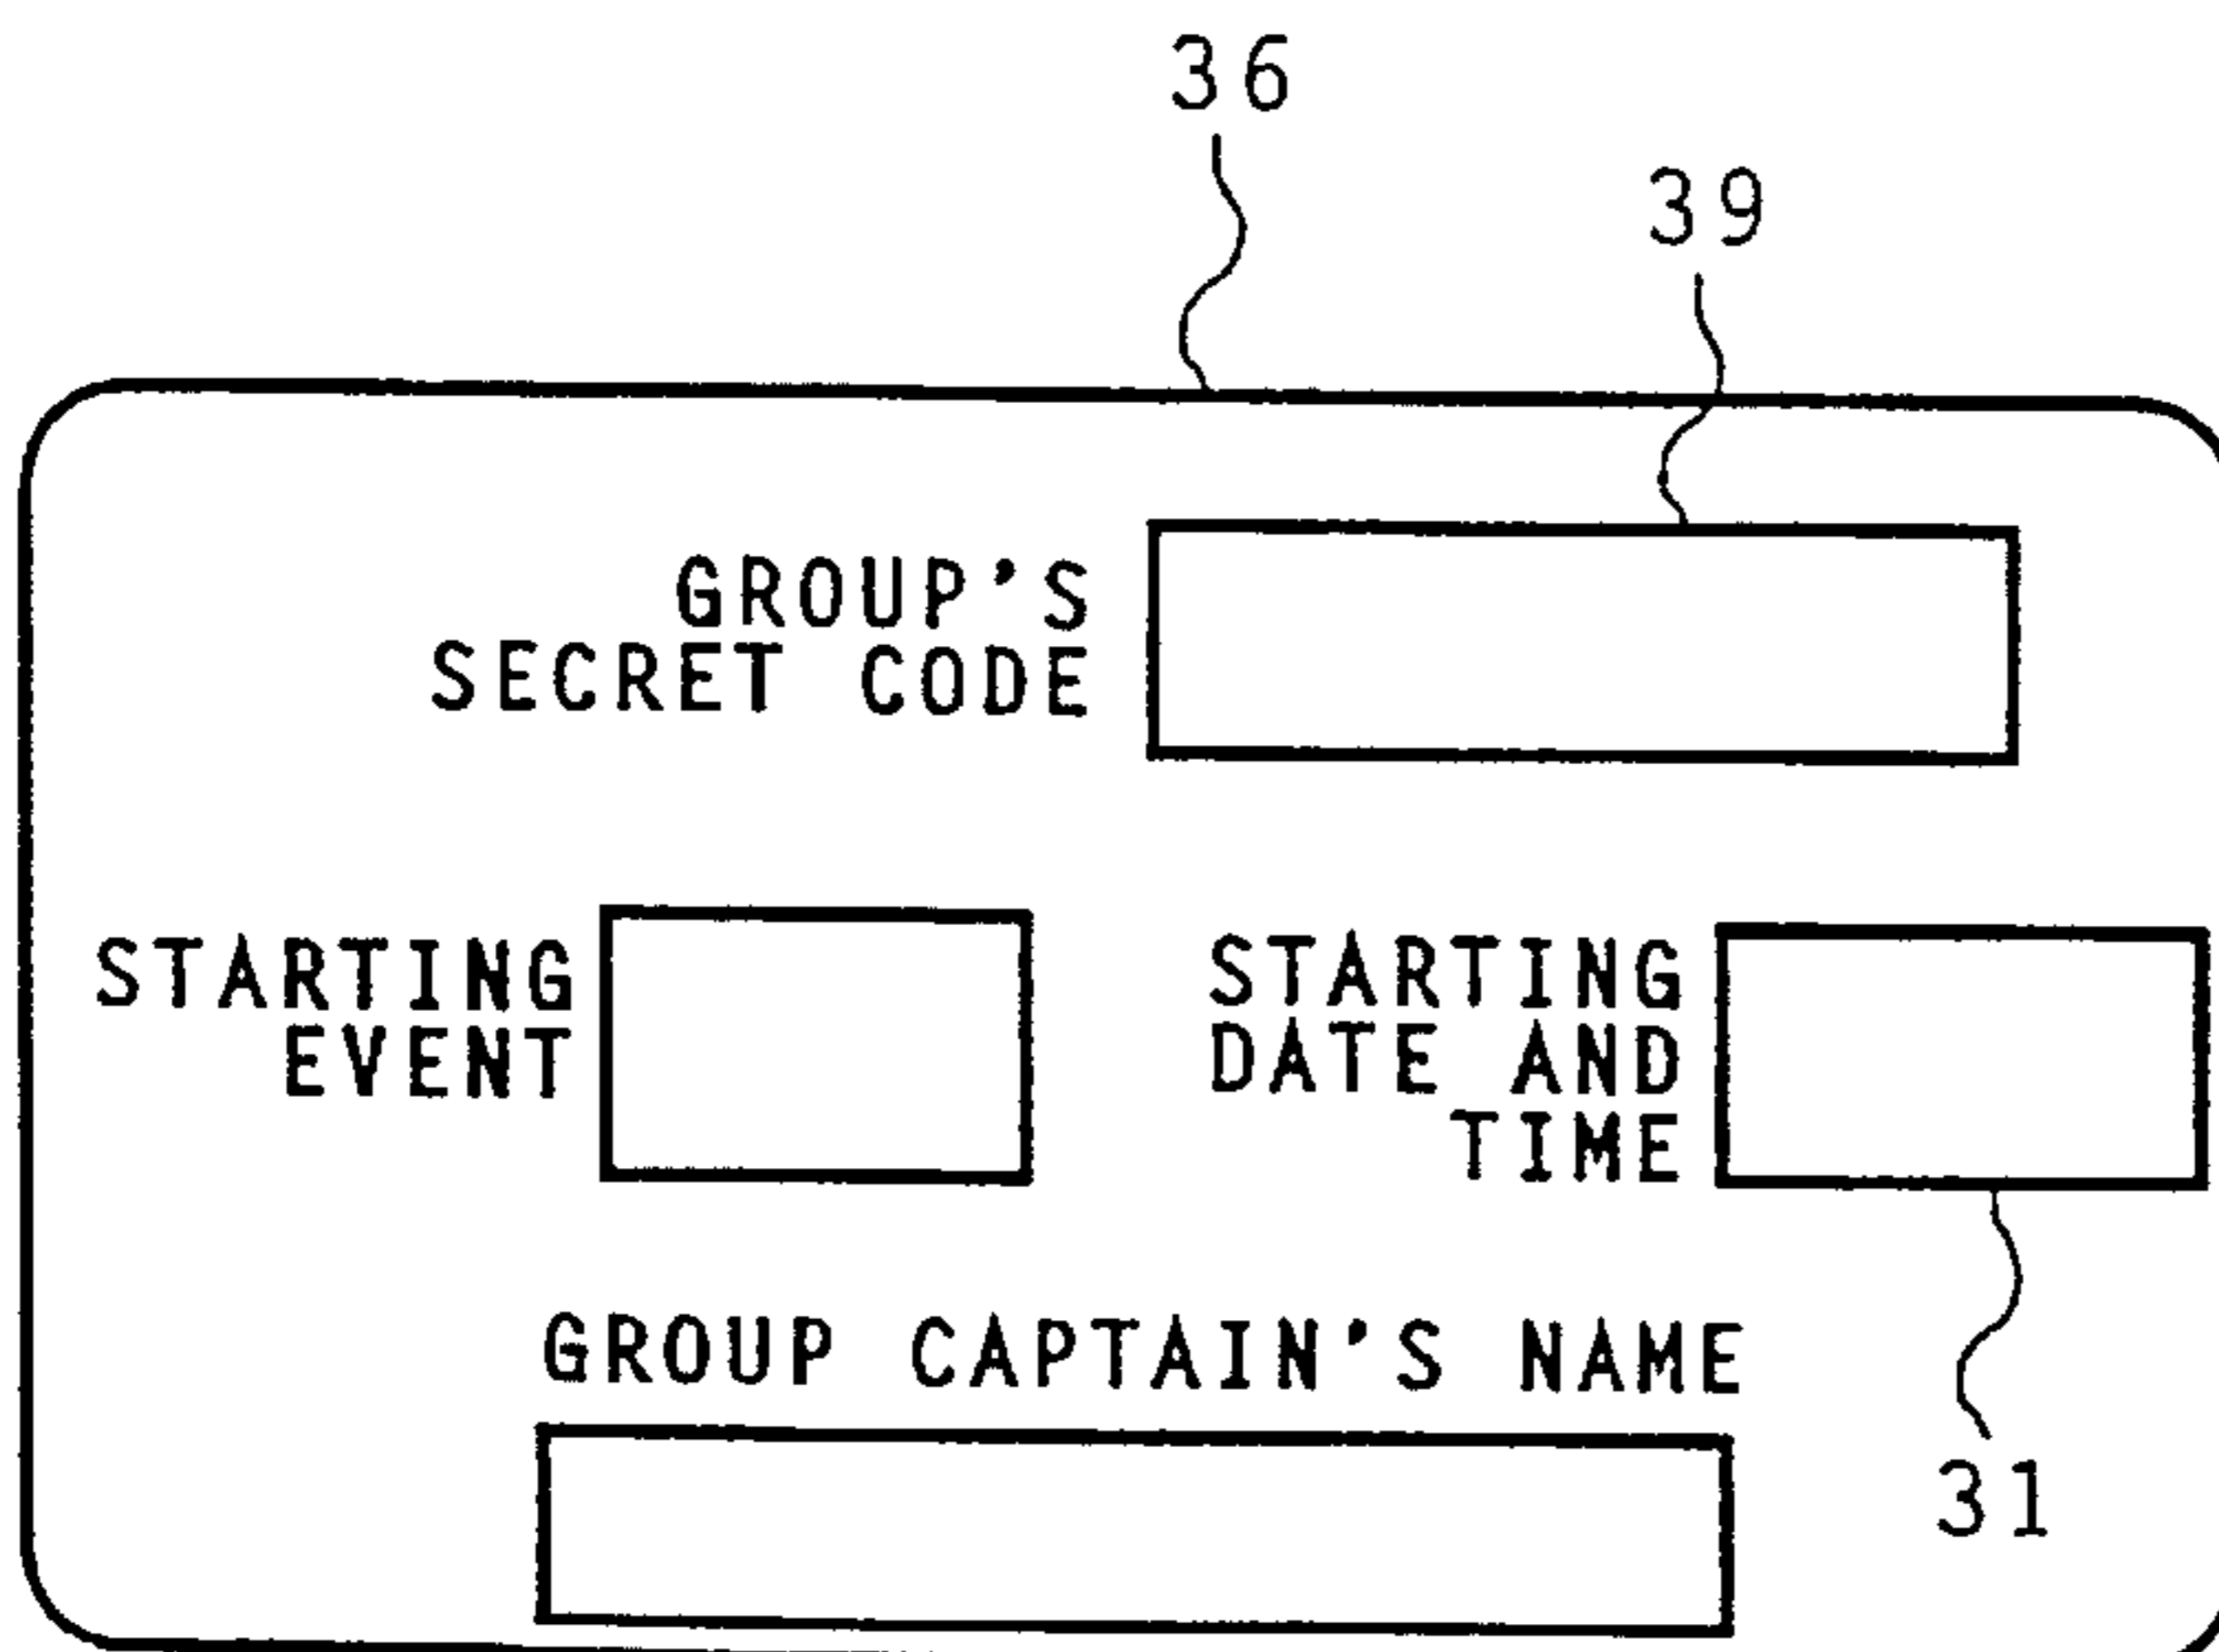 36
39
GROUP'S
SECRET CODE
STARTING
EVENT
STARTING
DATE AND
TIME
GROUP CAPTAIN'S NAME
31